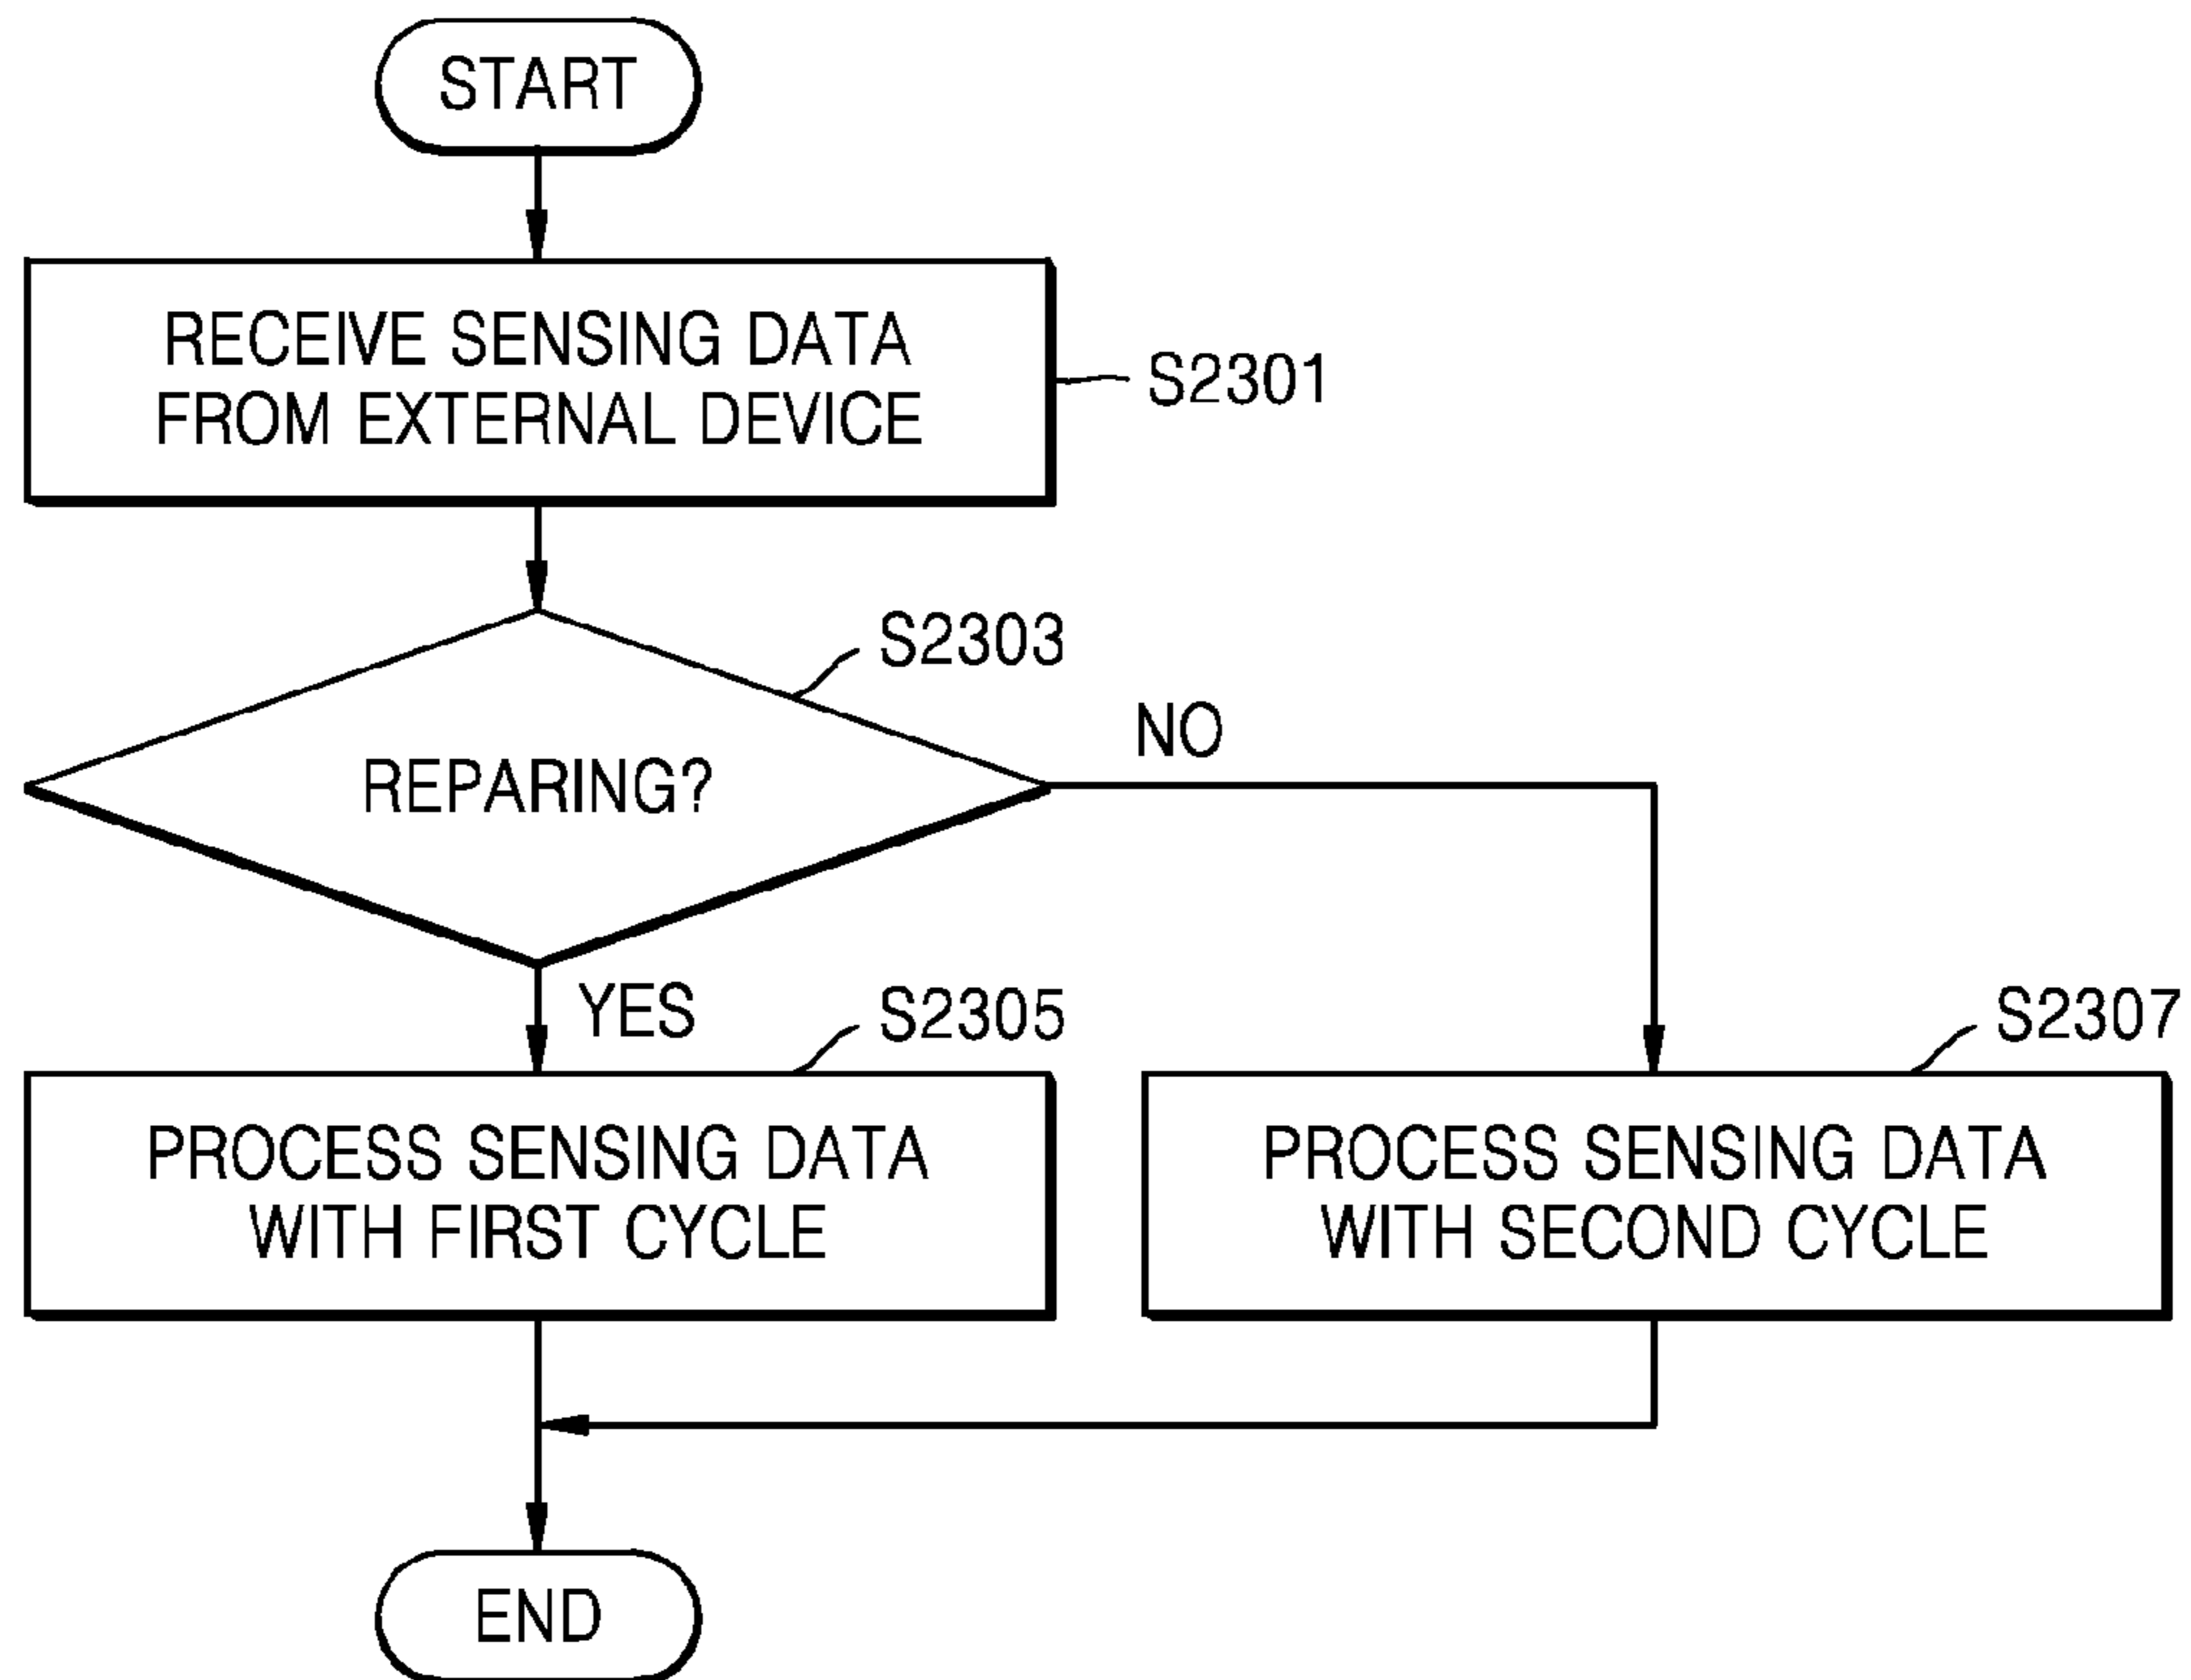 START
RECEIVE SENSING DATA
FROM EXTERNAL DEVICE
S2301
S2303
REPARING?
NO
YES
S2305
S2307
PROCESS SENSING DATA
WITH FIRST CYCLE
PROCESS SENSING DATA
WITH SECOND CYCLE
END